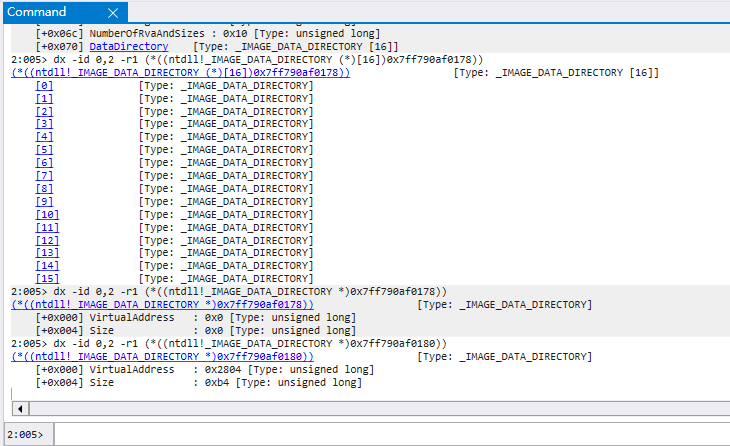 Command
[+0x06c] NumberOfRvaAndSizes : 0x10 [Type: unsigned long]
[+0x070] DataDirectory [Type: _IMAGE_DATA_DIRECTORY [16]]
2:005> dx -id 0,2 -r1 (*((ntdll!_IMAGE_DATA_DIRECTORY (*)[16])0x7ff790af0178))
(*((ntdll!_IMAGE_DATA_DIRECTORY (*)[16])0x7ff790af0178)) [Type: _IMAGE_DATA_DIRECTORY [16]]
[0] [Type: _IMAGE_DATA_DIRECTORY]
[1] [Type: _IMAGE_DATA_DIRECTORY]
[2] [Type: _IMAGE_DATA_DIRECTORY]
[3] [Type: _IMAGE_DATA_DIRECTORY]
[4] [Type: _IMAGE_DATA_DIRECTORY]
[5] [Type: _IMAGE_DATA_DIRECTORY]
[6] [Type: _IMAGE_DATA_DIRECTORY]
[7] [Type: _IMAGE_DATA_DIRECTORY]
[8] [Type: _IMAGE_DATA_DIRECTORY]
[9] [Type: _IMAGE_DATA_DIRECTORY]
[10] [Type: _IMAGE_DATA_DIRECTORY]
[11] [Type: _IMAGE_DATA_DIRECTORY]
[12] [Type: _IMAGE_DATA_DIRECTORY]
[13] [Type: _IMAGE_DATA_DIRECTORY]
[14] [Type: _IMAGE_DATA_DIRECTORY]
[15] [Type: _IMAGE_DATA_DIRECTORY]
2:005> dx -id 0,2 -r1 (*((ntdll!_IMAGE_DATA_DIRECTORY *)0x7ff790af0178))
(*((ntdll!_IMAGE_DATA_DIRECTORY *)0x7ff790af0178)) [Type: _IMAGE_DATA_DIRECTORY]
[+0x000] VirtualAddress : 0x0 [Type: unsigned long]
[+0x004] Size : 0x0 [Type: unsigned long]
2:005> dx -id 0,2 -r1 (*((ntdll!_IMAGE_DATA_DIRECTORY *)0x7ff790af0180))
(*((ntdll!_IMAGE_DATA_DIRECTORY *)0x7ff790af0180)) [Type: _IMAGE_DATA_DIRECTORY]
[+0x000] VirtualAddress : 0x2804 [Type: unsigned long]
[+0x004] Size : 0xb4 [Type: unsigned long]
2:005>